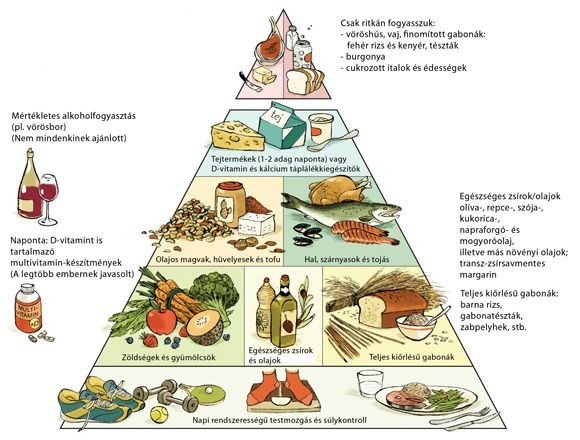 Csak ritkán fogyasszuk:
- vöröshús, vaj, finomított gabonák:
fehér rizs és kenyér, tészták
- burgonya
- cukrozott italok és édességek
Mértékletes alkoholfogyasztás
(pl. vörösbor)
(Nem mindenkinek ajánlott)
tej
Tejtermékek (1-2 adag naponta) vagy
D-vitamin és kálcium táplálékkiegészítők
Olajos magvak, hüvelyesek és tofu
Hal, szárnyasok és tojás
Egészséges zsírok/olajok
olíva-, repce-, szója-,
kukorica-,
napraforgó- és
mogyoróolaj,
illetve más növényi olajok;
transz-zsírsavmentes
margarin
Naponta: D-vitamint is
tartalmazó
multivitamin-készítmények
(A legtöbb embernek javasolt)
MULTI-
VITAMIN
+D
Teljes kiőrlésű gabonák:
barna rizs,
gabonatészták,
zabpelyhek, stb.
Zöldségek és gyümölcsök
Egészséges zsírok
és olajok
Teljes kiőrlésű gabonák
Napi rendszerességű testmozgás és súlykontroll